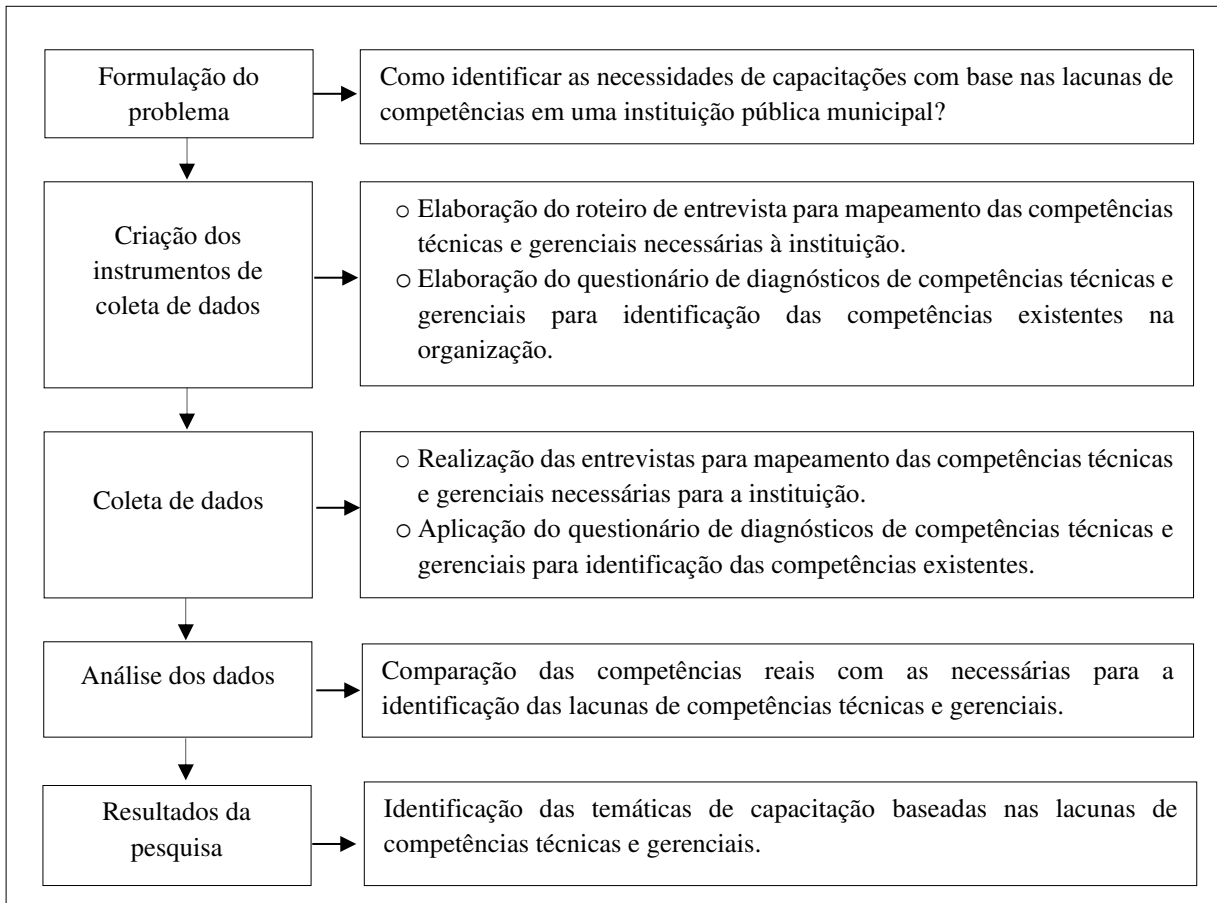 Formulação do
problema
Como identificar as necessidades de capacitações com base nas lacunas de
competências em uma instituição pública municipal?
Criação dos
instrumentos de
coleta de dados
o Elaboração do roteiro de entrevista para mapeamento das competências
técnicas e gerenciais necessárias à instituição.
o Elaboração do questionário de diagnósticos de competências técnicas e
gerenciais para identificação das competências existentes na
organização.
Coleta de dados
o Realização das entrevistas para mapeamento das competências técnicas
e gerenciais necessárias para a instituição.
o Aplicação do questionário de diagnósticos de competências técnicas e
gerenciais para identificação das competências existentes.
Análise dos dados
Comparação das competências reais com as necessárias para a
identificação das lacunas de competências técnicas e gerenciais.
Resultados da
pesquisa
Identificação das temáticas de capacitação baseadas nas lacunas de
competências técnicas e gerenciais.